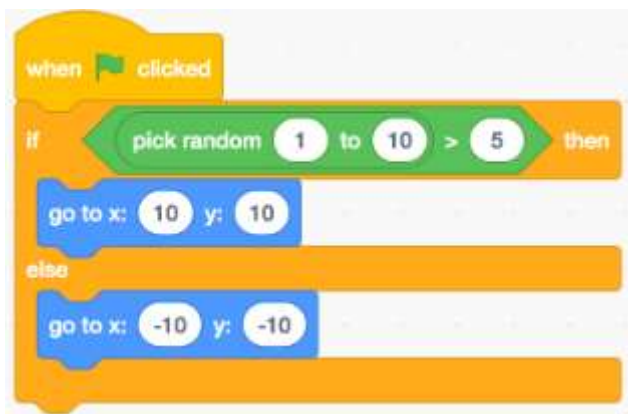 when clicked
if pick random 1 to 10 > 5 then
go to x: 10 y: 10
else
go to x: -10 y: -10